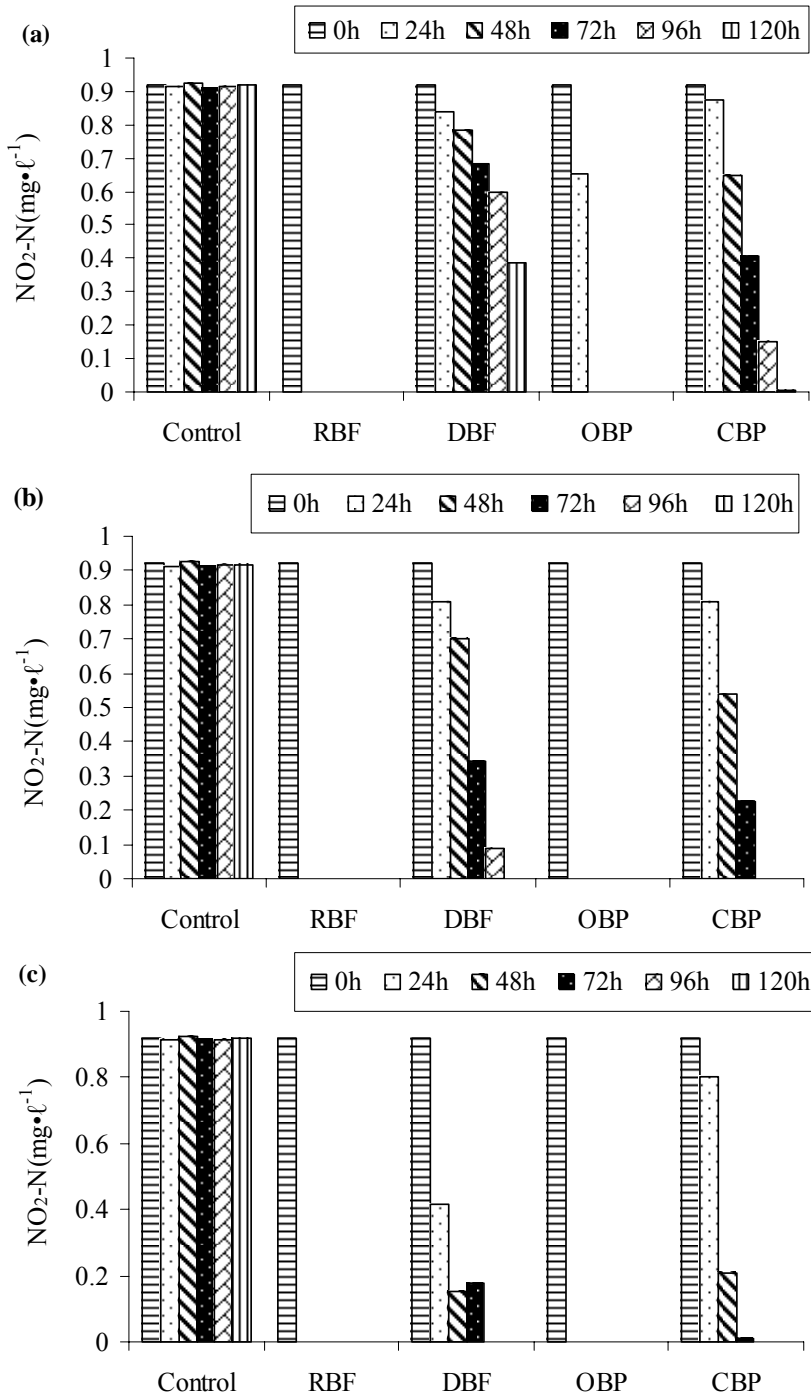 (a)
0h 24h 48h 72h 96h 120h
NO₂-N(mg•ℓ⁻¹)
1
0.9
0.8
0.7
0.6
0.5
0.4
0.3
0.2
0.1
0
Control RBF DBF OBP CBP
(b)
0h 24h 48h 72h 96h 120h
NO₂-N(mg•ℓ⁻¹)
1
0.9
0.8
0.7
0.6
0.5
0.4
0.3
0.2
0.1
0
Control RBF DBF OBP CBP
(c)
0h 24h 48h 72h 96h 120h
NO₂-N(mg•ℓ⁻¹)
1
0.8
0.6
0.4
0.2
0
Control RBF DBF OBP CBP